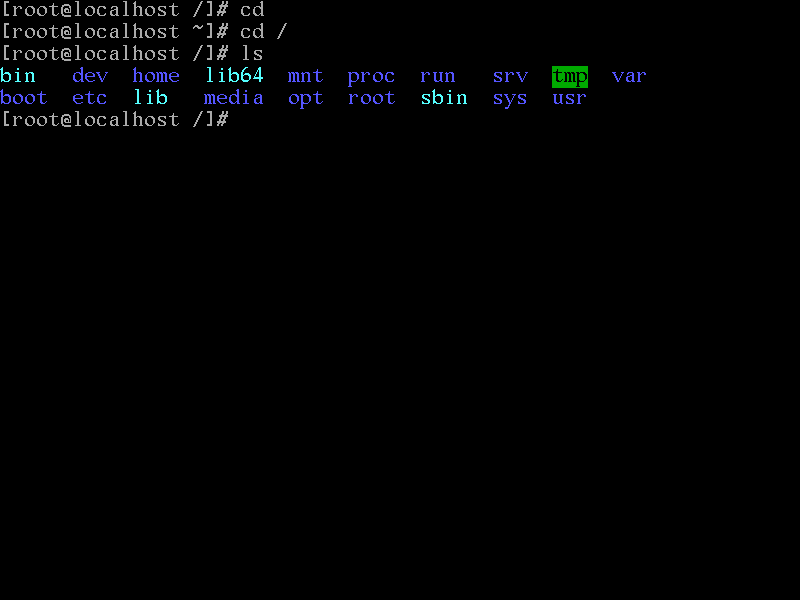 [root@localhost /]# cd
[root@localhost ~]# cd /
[root@localhost /]# ls
bin   dev  home  lib64  mnt  proc  run   srv  tmp  var
boot  etc  lib   media  opt  root  sbin  sys  usr
[root@localhost /]#